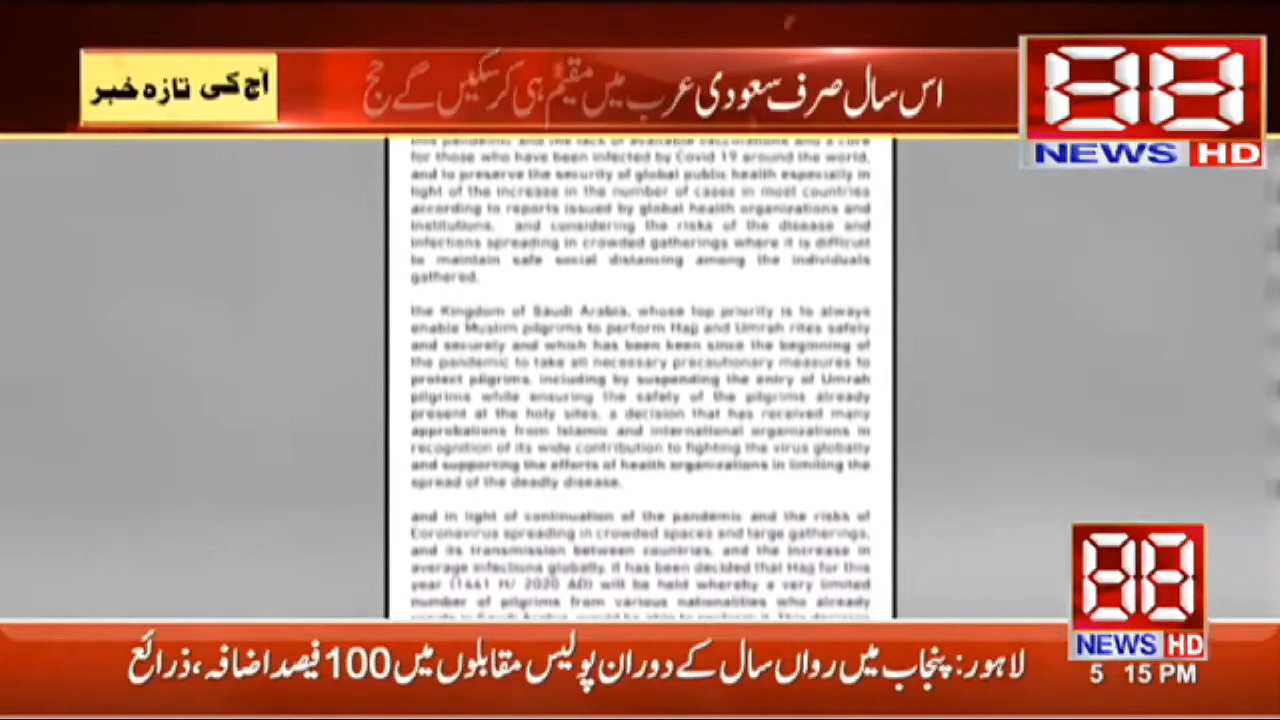 آج کی تازہ خبر
اس سال صرف سعودی عرب میں مقیم ہی کرسکیں گے حج
88
NEWS HD
this pandemic and the lack of available vaccinations and a cure
for those who have been infected by Covid 19 around the world,
and to preserve the security of global public health especially in
light of the increase in the number of cases in most countries
according to reports issued by global health organizations and
institutions, and considering the risks of the disease and
infections spreading in crowded gatherings where it is difficult
to maintain safe social distancing among the individuals
gathered.
the Kingdom of Saudi Arabia, whose top priority is to always
enable Muslim pilgrims to perform Hajj and Umrah rites safely
and securely and which has been keen since the beginning of
the pandemic to take all necessary precautionary measures to
protect pilgrims, including by suspending the entry of Umrah
pilgrims while ensuring the safety of the pilgrims already
present at the holy sites, a decision that has received many
approbations from Islamic and international organizations in
recognition of its wide contribution to fighting the virus globally
and supporting the efforts of health organizations in limiting the
spread of the deadly disease.
and in light of continuation of the pandemic and the risks of
Coronavirus spreading in crowded spaces and large gatherings,
and its transmission between countries, and the increase in
average infections globally, it has been decided that Hajj for this
year (1441 H/ 2020 AD) will be held whereby a very limited
number of pilgrims from various nationalities who already
88
NEWS HD
5 15 PM
لاہور: پنجاب میں رواں سال کے دوران پولیس مقابلوں میں 100 فیصد اضافہ، ذرائع